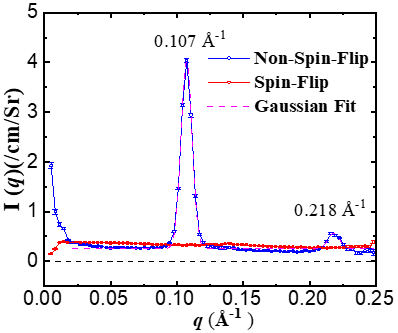 5
4
3
2
1
0
I (q)(/cm/Sr)
0.107 Å⁻¹
Non-Spin-Flip
Spin-Flip
Gaussian Fit
0.218 Å⁻¹
0.00 0.05 0.10 0.15 0.20 0.25
q (Å⁻¹ )